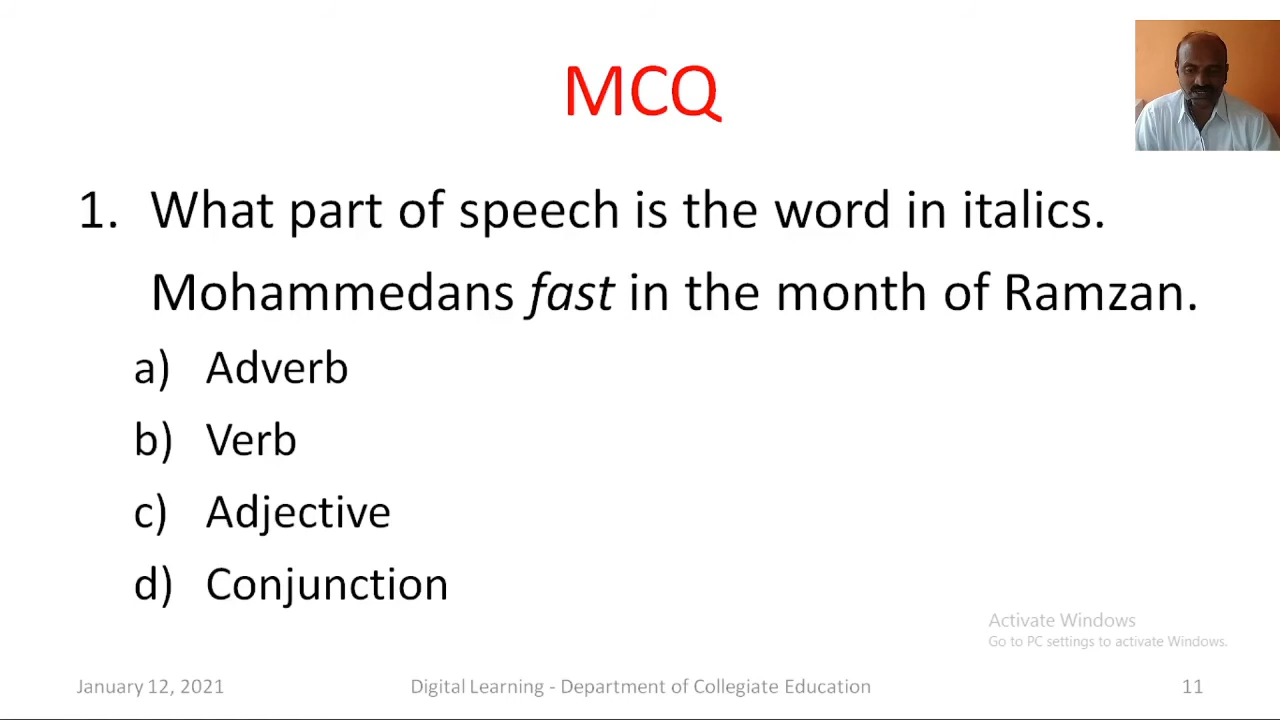 MCQ
1. What part of speech is the word in italics.
Mohammedans fast in the month of Ramzan.
a) Adverb
b) Verb
c) Adjective
d) Conjunction
Activate Windows
Go to PC settings to activate Windows.
January 12, 2021 Digital Learning - Department of Collegiate Education 11